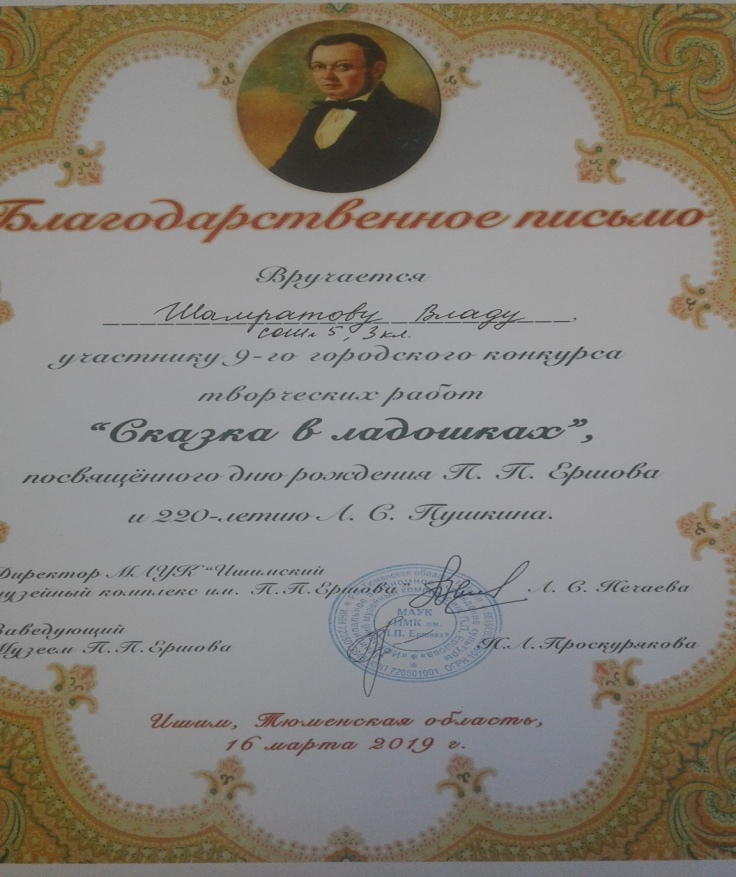 Благодарственное письмо
Вручается
Шамратову Владу,
СОШ 5, 3 кл.
участнику 9-го городского конкурса
творческих работ
“Сказка в ладошках”,
посвящённого дню рождения П. П. Ершова
и 220-летию А. С. Пушкина.
Директор МАУК “Ишимский
музейный комплекс им. П.П.Ершова” А. С. Нечаева
МАУК
ИМК им.
П.П. Ершова
Заведующий
Музеем П.П.Ершова Н.Л.Проскурякова
Ишим, Тюменская область,
16 марта 2019 г.